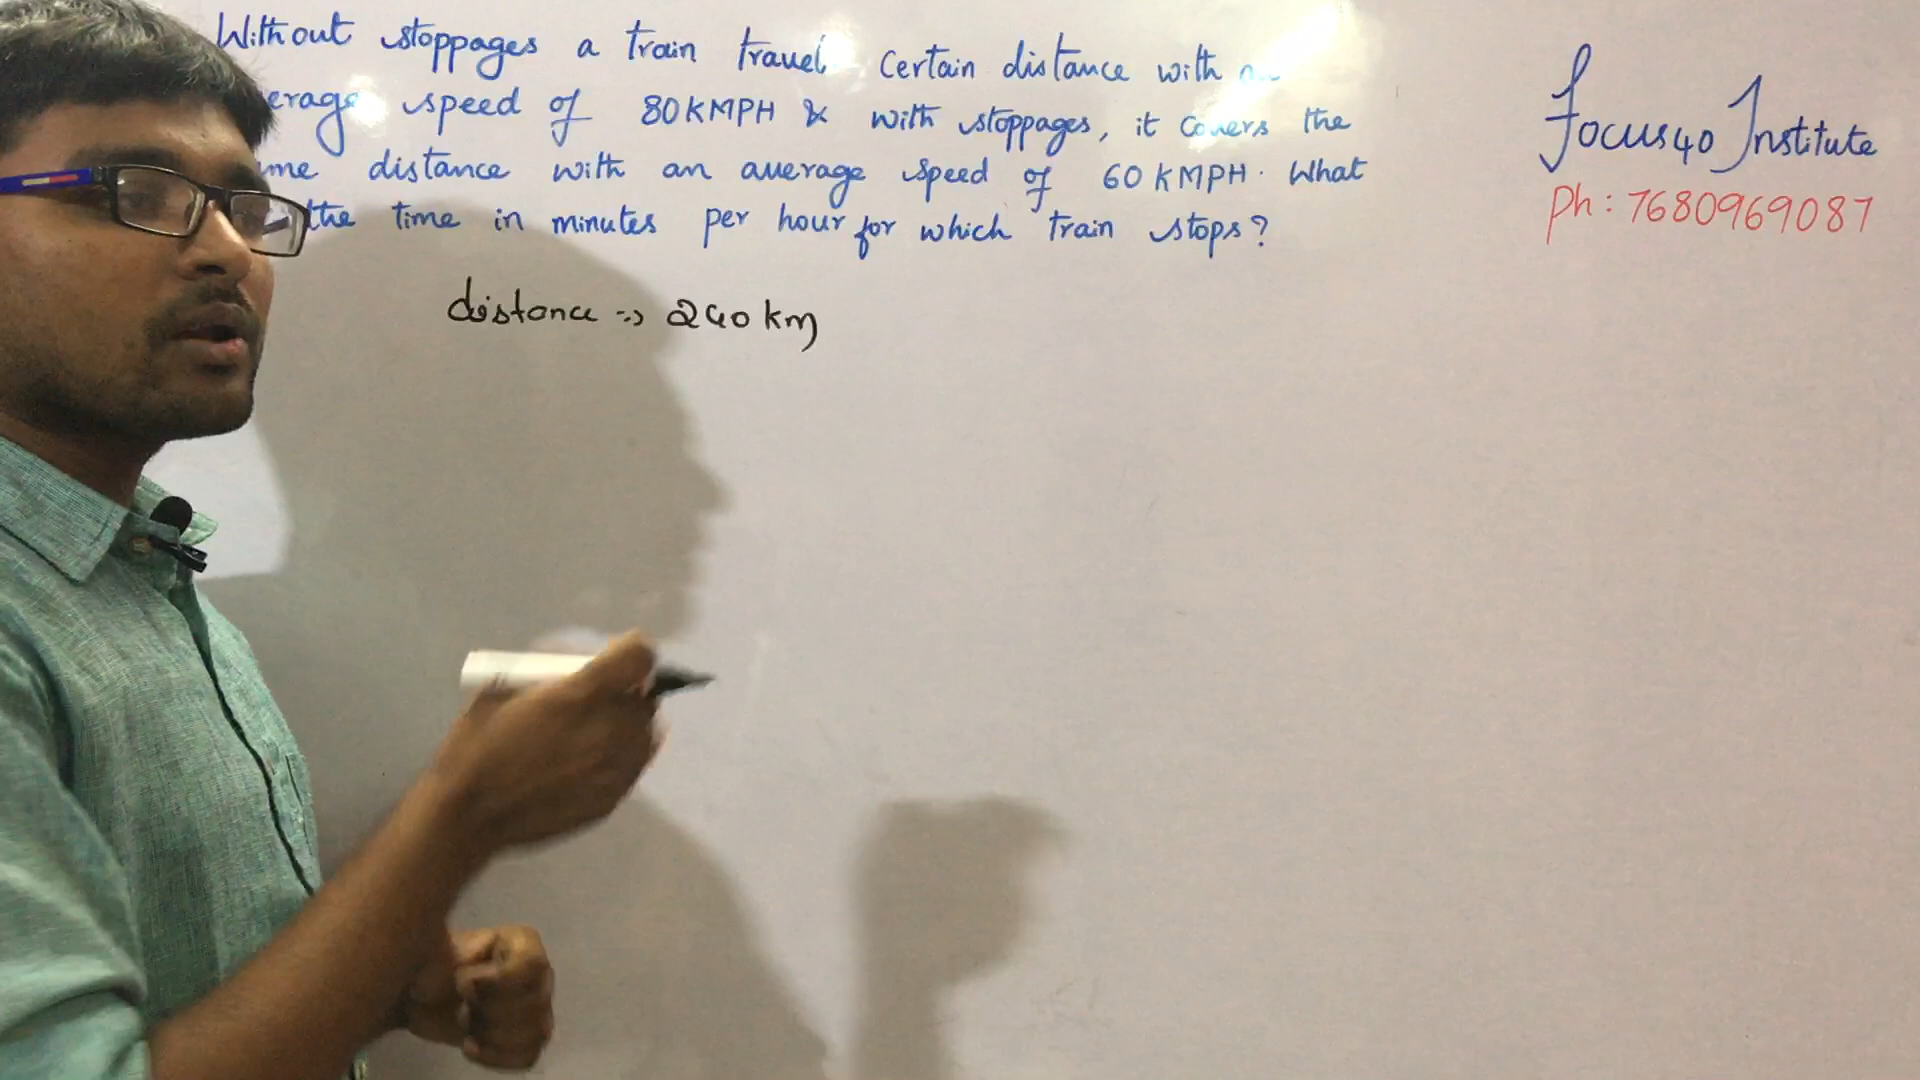 Without stoppages a train travel certain distance with
speed of 80KMPH & with stoppages, it covers the
distance with an average speed of 60 KMPH. What
the time in minutes per hour for which train stops?
distance => 240 km
Focus40 Institute
Ph: 7680969087